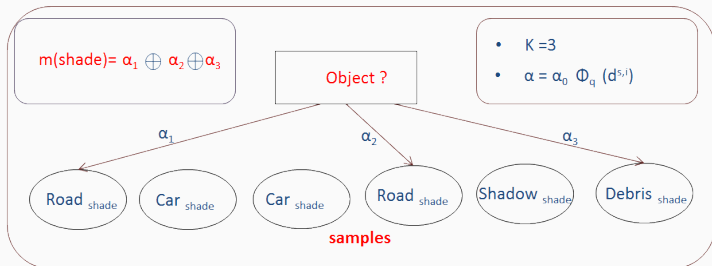 m(shade)= α₁ ⊕ α₂ ⊕α₃
Object ?
• K =3
• α = α₀ Φq (dˢ,ⁱ)
α₁
α₂
α₃
Road shade
Car shade
Car shade
Road shade
Shadow shade
Debris shade
samples